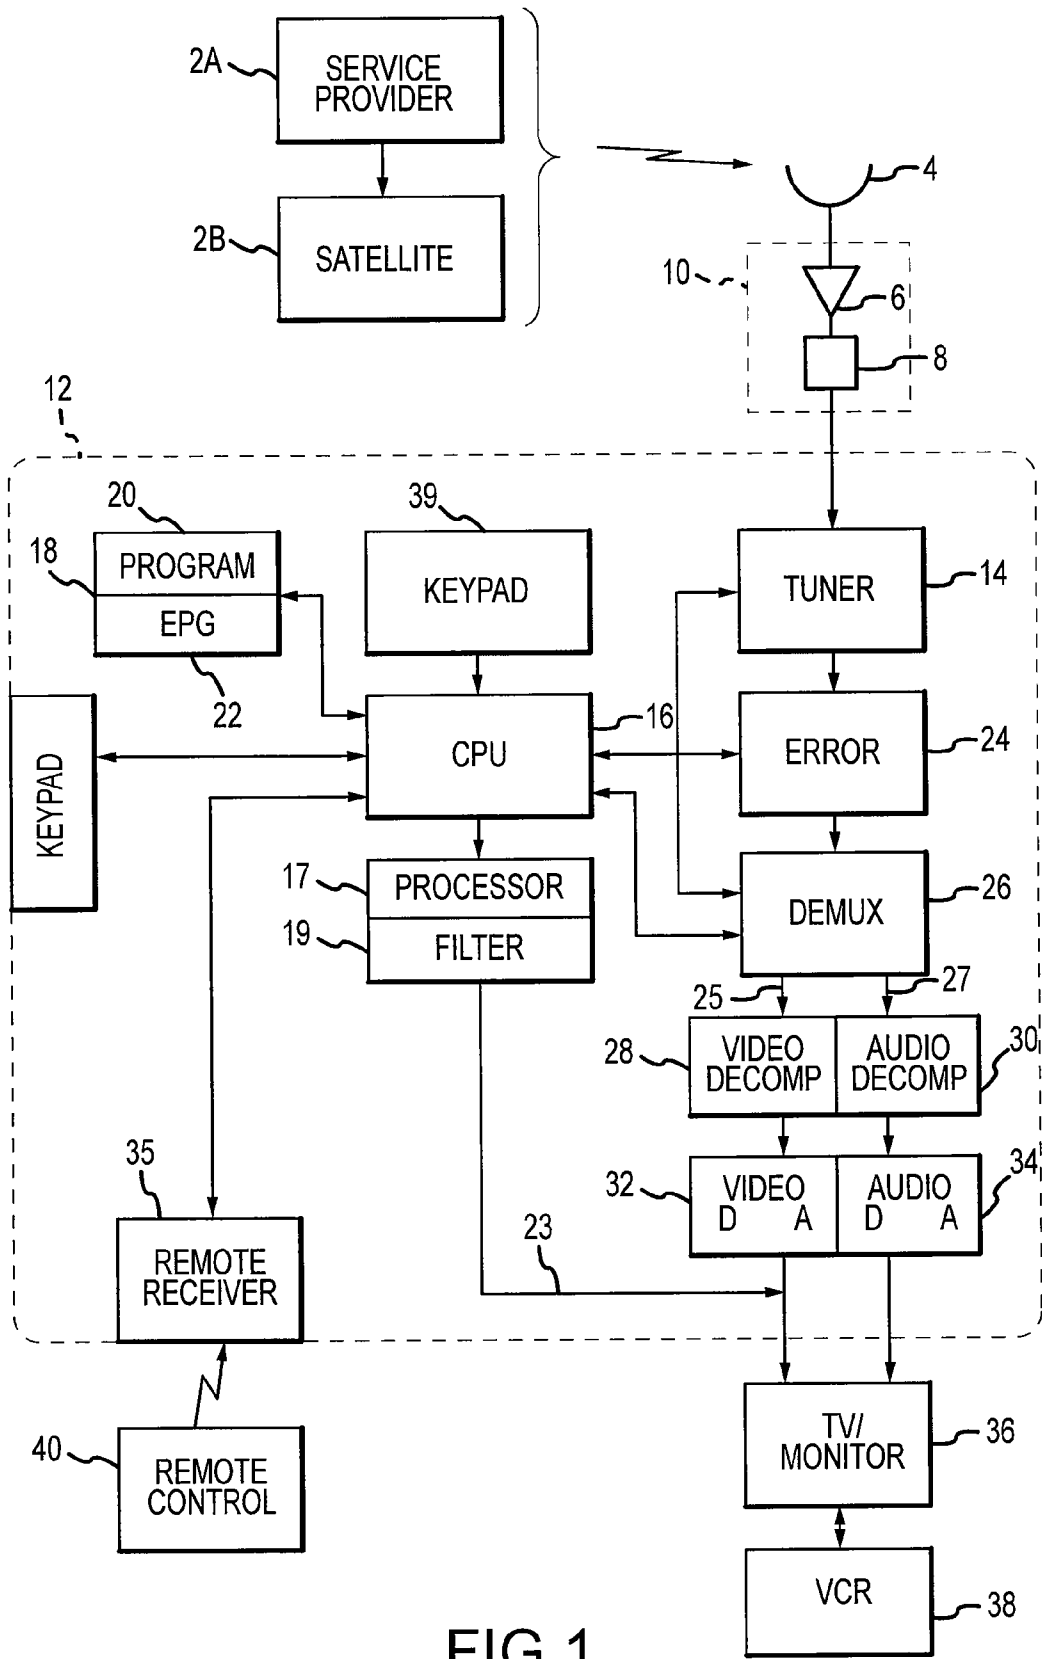 2A
SERVICE
PROVIDER
2B
SATELLITE
4
10
6
8
12
20
39
18
PROGRAM
EPG
22
KEYPAD
TUNER
14
16
CPU
ERROR
24
KEYPAD
17
PROCESSOR
19
FILTER
DEMUX
26
25
27
28
VIDEO
DECOMP
AUDIO
DECOMP
30
32
VIDEO
D A
AUDIO
D A
34
35
REMOTE
RECEIVER
23
40
REMOTE
CONTROL
TV/
MONITOR
36
VCR
38
FIG.1